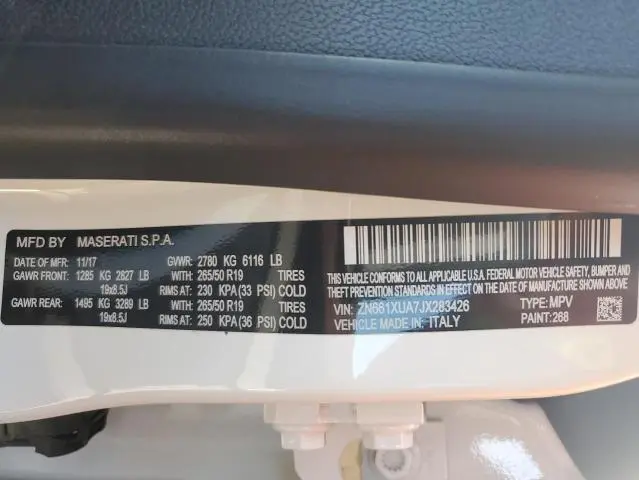 MFD BY MASERATI S.P.A.
DATE OF MFR: 11/17 GVWR: 2780 KG 6116 LB
GAWR FRONT: 1285 KG 2827 LB WITH: 265/50 R19 TIRES
19x8.5J RIMS AT: 230 KPA (33 PSI) COLD
GAWR REAR: 1495 KG 3289 LB WITH: 265/50 R19 TIRES
19x8.5J RIMS AT: 250 KPA (36 PSI) COLD
THIS VEHICLE CONFORMS TO ALL APPLICABLE U.S.A. FEDERAL MOTOR VEHICLE SAFETY, BUMPER AND
THEFT PREVENTION STANDARDS IN EFFECT ON THE DATE OF MANUFACTURE SHOWN ABOVE
VIN: ZN661XUA7JX283426 TYPE: MPV
VEHICLE MADE IN: ITALY PAINT: 268